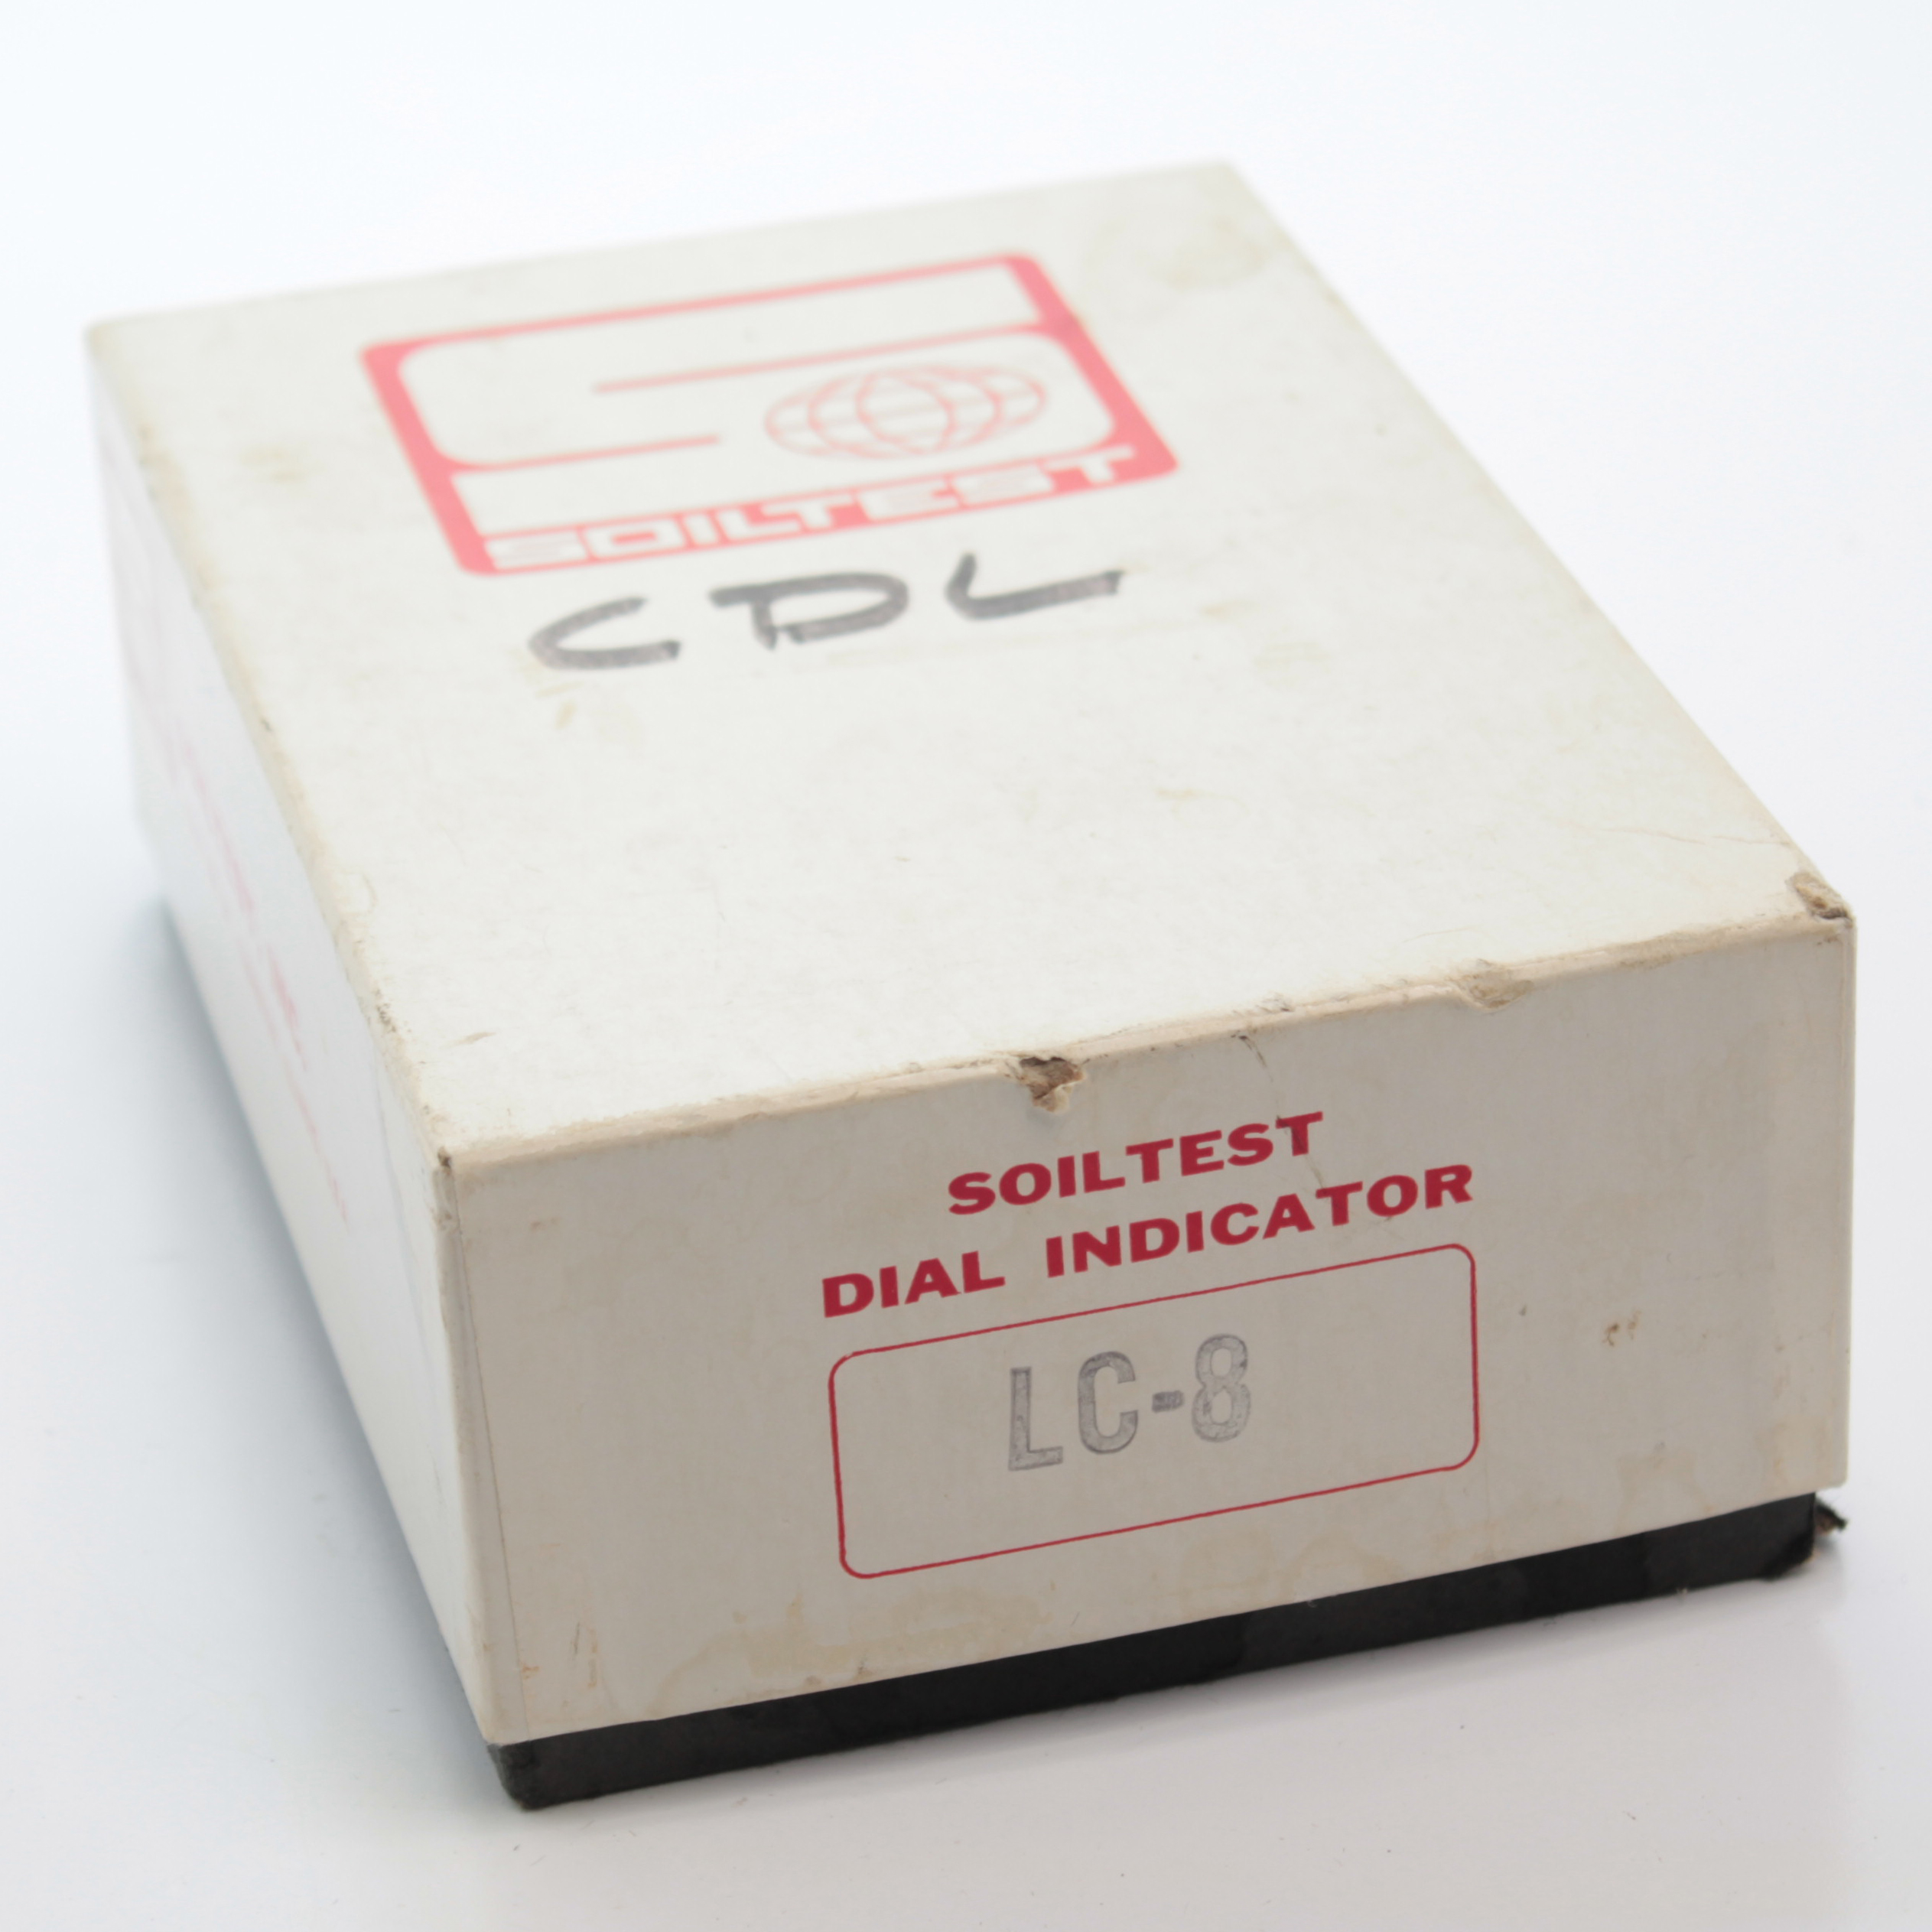 SOILTEST
CDL
SOILTEST
DIAL INDICATOR
LC-8